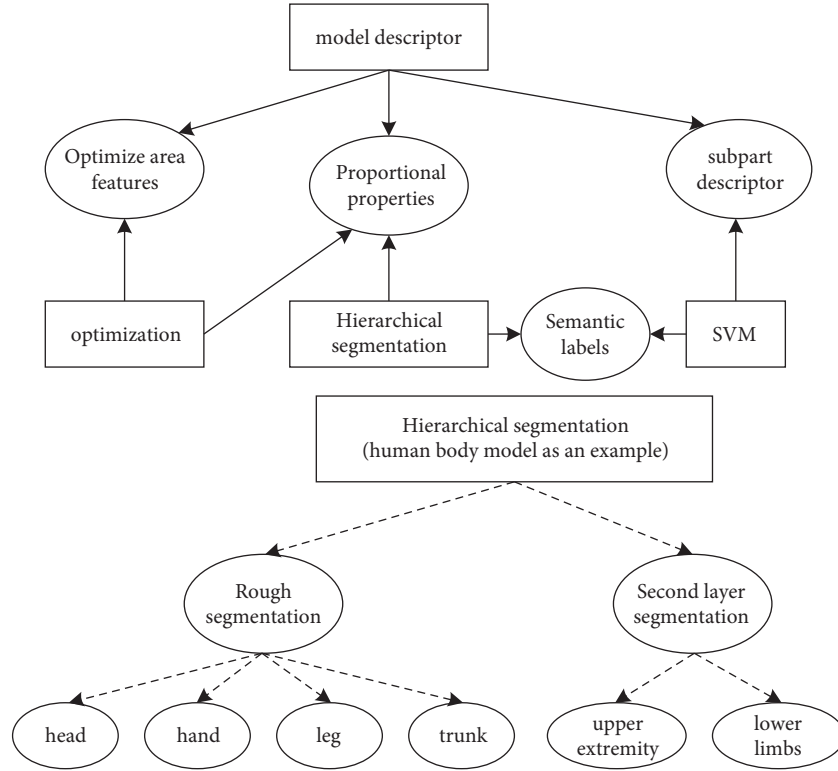 model descriptor
Optimize area
features
Proportional
properties
subpart
descriptor
optimization
Hierarchical
segmentation
Semantic
labels
SVM
Hierarchical segmentation
(human body model as an example)
Rough
segmentation
Second layer
segmentation
head
hand
leg
trunk
upper
extremity
lower
limbs